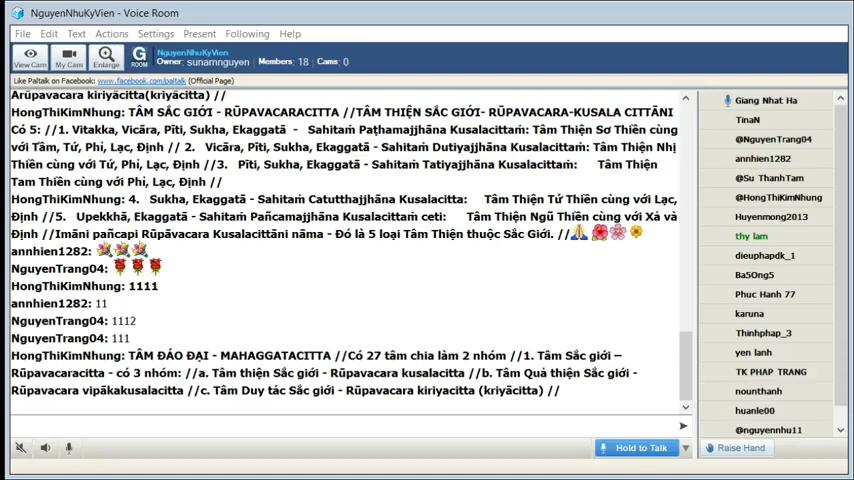 NguyenNhuKyVien - Voice Room
File Edit Text Actions Settings Present Following Help
View Cam My Cam Enlarge G ROOM NguyenNhuKyVien
Owner: sunamnguyen Members: 18 Cams: 0
Like Paltalk on Facebook: www.facebook.com/paltalk (Official Page)
Arūpavacara kiriyācitta(kriyācitta) //
HongThiKimNhung: TÂM SẮC GIỚI - RŪPAVACARACITTA //TÂM THIỆN SẮC GIỚI- RŪPAVACARA-KUSALA CITTĀNI
Có 5: //1. Vitakka, Vicāra, Pīti, Sukha, Ekaggatā - Sahitaṁ Paṭhamajjhāna Kusalacittaṁ: Tâm Thiện Sơ Thiền cùng
với Tầm, Tứ, Phỉ, Lạc, Định // 2. Vicāra, Pīti, Sukha, Ekaggatā - Sahitaṁ Dutiyajjhāna Kusalacittaṁ: Tâm Thiện Nhị
Thiền cùng với Tứ, Phỉ, Lạc, Định //3. Pīti, Sukha, Ekaggatā - Sahitaṁ Tatiyajjhāna Kusalacittaṁ: Tâm Thiện
Tam Thiền cùng với Phỉ, Lạc, Định //
HongThiKimNhung: 4. Sukha, Ekaggatā - Sahitaṁ Catutthajjhāna Kusalacitta: Tâm Thiện Tứ Thiền cùng với Lạc,
Định //5. Upekkhā, Ekaggatā - Sahitaṁ Pañcamajjhāna Kusalacittaṁ ceti: Tâm Thiện Ngũ Thiền cùng với Xả và
Định //Imāni pañcapi Rūpāvacara Kusalacittāni nāma - Đó là 5 loại Tâm Thiện thuộc Sắc Giới. //
annhien1282:
NguyenTrang04:
HongThiKimNhung: 1111
annhien1282: 11
NguyenTrang04: 1112
NguyenTrang04: 111
HongThiKimNhung: TÂM ĐÁO ĐẠI - MAHAGGATACITTA //Có 27 tâm chia làm 2 nhóm //1. Tâm Sắc giới –
Rūpavacaracitta - có 3 nhóm: //a. Tâm thiện Sắc giới - Rūpavacara kusalacitta //b. Tâm Quả thiện Sắc giới -
Rūpavacara vipākakusalacitta //c. Tâm Duy tác Sắc giới - Rūpavacara kiriyacitta (kriyācitta) //
Hold to Talk
Giang Nhat Ha
TinaN
@NguyenTrang04
annhien1282
@Su ThanhTam
@HongThiKimNhung
Huyenmong2013
thy lam
dieuphapdk_1
Ba5Ong5
Phuc Hanh 77
karuna
Thinhphap_3
yen lanh
TK PHAP TRANG
nounthanh
huanle00
@nguyennhu11
Raise Hand